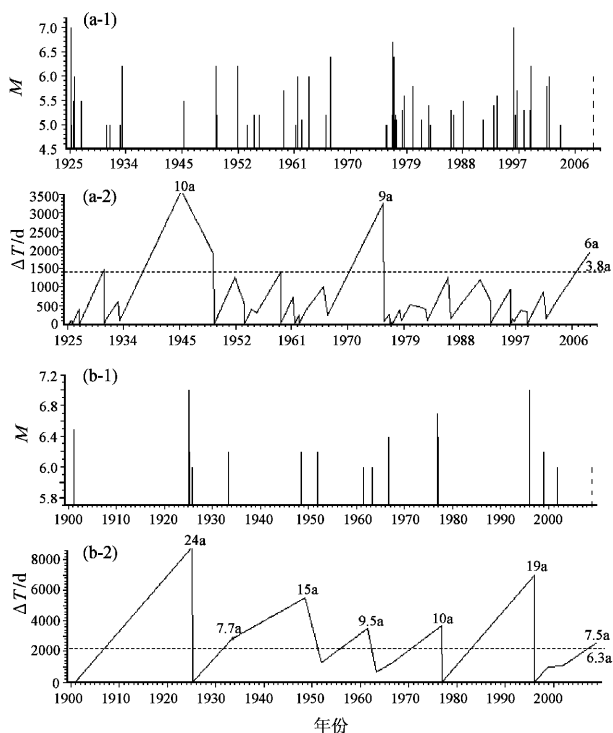 (a-1)
7.0
6.5
6.0
5.5
5.0
4.5
M
1925 1934 1945 1952 1961 1970 1979 1988 1997 2006
(a-2)
10a
9a
6a
3.8a
3500
3000
2500
2000
1500
1000
500
0
ΔT/d
1925 1934 1945 1952 1961 1970 1979 1988 1997 2006
(b-1)
7.2
6.8
6.4
6.0
5.8
M
1900 1910 1920 1930 1940 1950 1960 1970 1980 1990 2000
(b-2)
24a
7.7a
15a
9.5a
10a
19a
7.5a
6.3a
8000
6000
4000
2000
0
ΔT/d
1900 1910 1920 1930 1940 1950 1960 1970 1980 1990 2000
年份